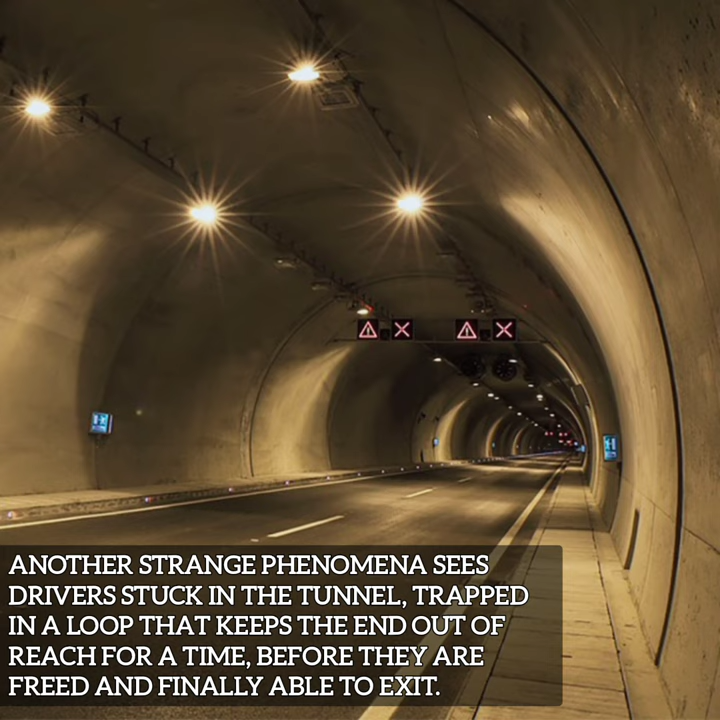 ANOTHER STRANGE PHENOMENA SEES
DRIVERS STUCK IN THE TUNNEL, TRAPPED
IN A LOOP THAT KEEPS THE END OUT OF
REACH FOR A TIME, BEFORE THEY ARE
FREED AND FINALLY ABLE TO EXIT.